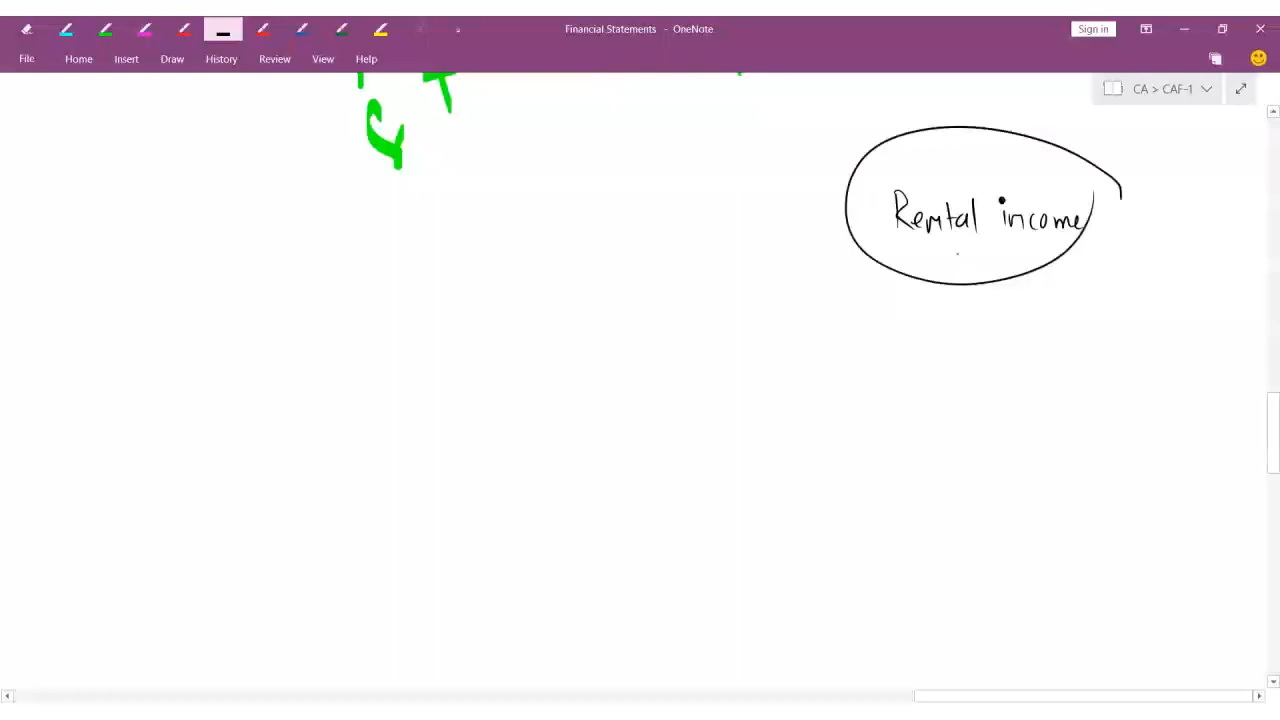 Financial Statements - OneNote
Sign in
File Home Insert Draw History Review View Help
CA > CAF-1
Rental income